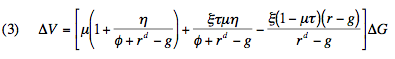 (3) ΔV = [μ(1 + η/(ϕ + r^d − g)) + ξτμη/(ϕ + r^d − g) − ξ(1 − μτ)(r − g)/(r^d − g)]ΔG